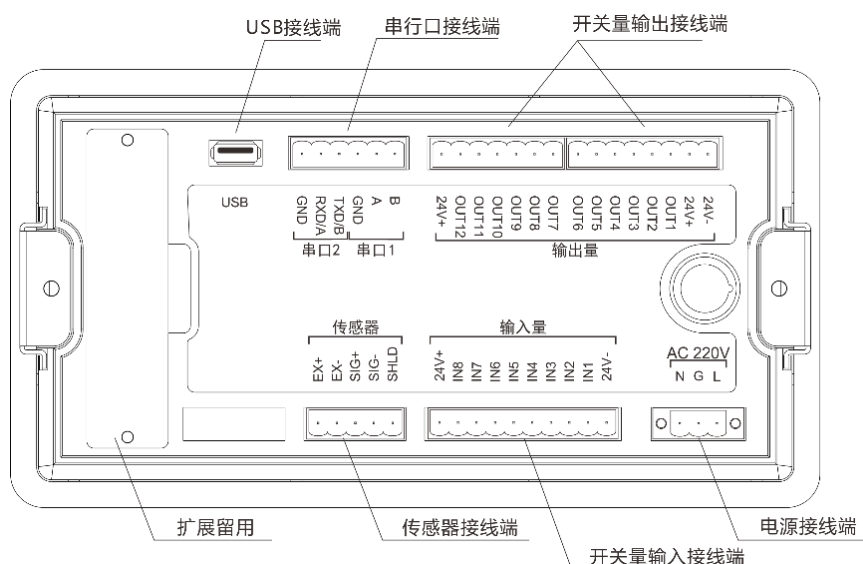 USB接线端
串行口接线端
开关量输出接线端
USB
GND
RXD/A
TXD/B
GND
A
B
串口2
串口1
24V+
OUT12
OUT11
OUT10
OUT9
OUT8
OUT7
OUT6
OUT5
OUT4
OUT3
OUT2
OUT1
24V+
24V-
输出量
传感器
EX+
EX-
SIG+
SIG-
SHLD
输入量
24V+
IN8
IN7
IN6
IN5
IN4
IN3
IN2
IN1
24V-
AC 220V
N G L
扩展留用
传感器接线端
电源接线端
开关量输入接线端